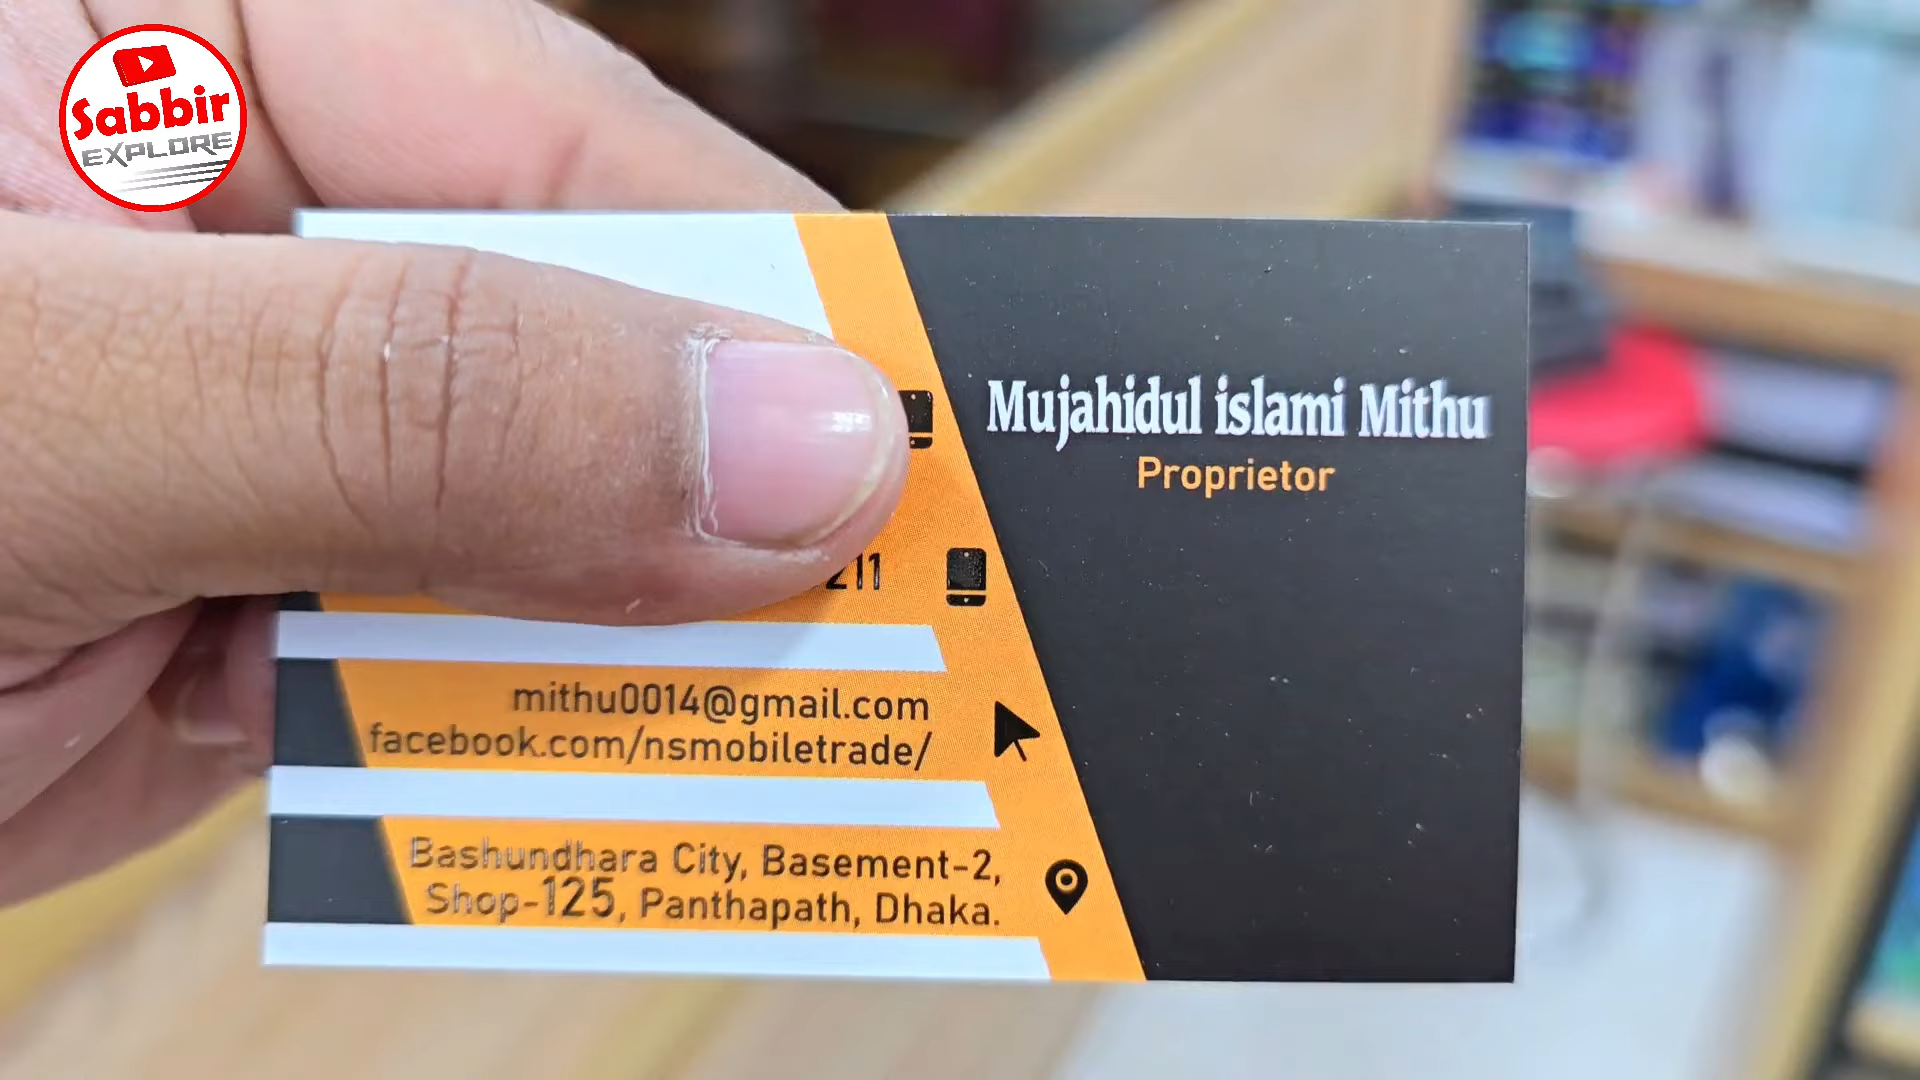 Sabbir
EXPLORE
Mujahidul islami Mithu
Proprietor
211
mithu0014@gmail.com
facebook.com/nsmobiletrade/
Bashundhara City, Basement-2,
Shop-125, Panthapath, Dhaka.